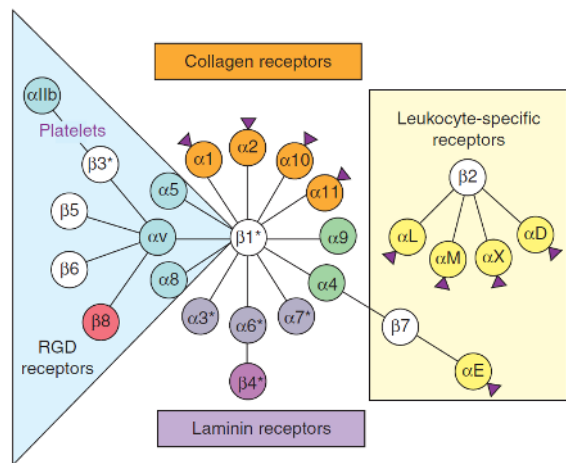 Collagen receptors
αIIb
Platelets
β3*
β5
αv
β6
β8
RGD
receptors
α5
α8
α1
α2
α10
α11
β1*
α9
α4
α3*
α6*
α7*
β4*
Laminin receptors
Leukocyte-specific
receptors
β2
αL
αM
αX
αD
β7
αE